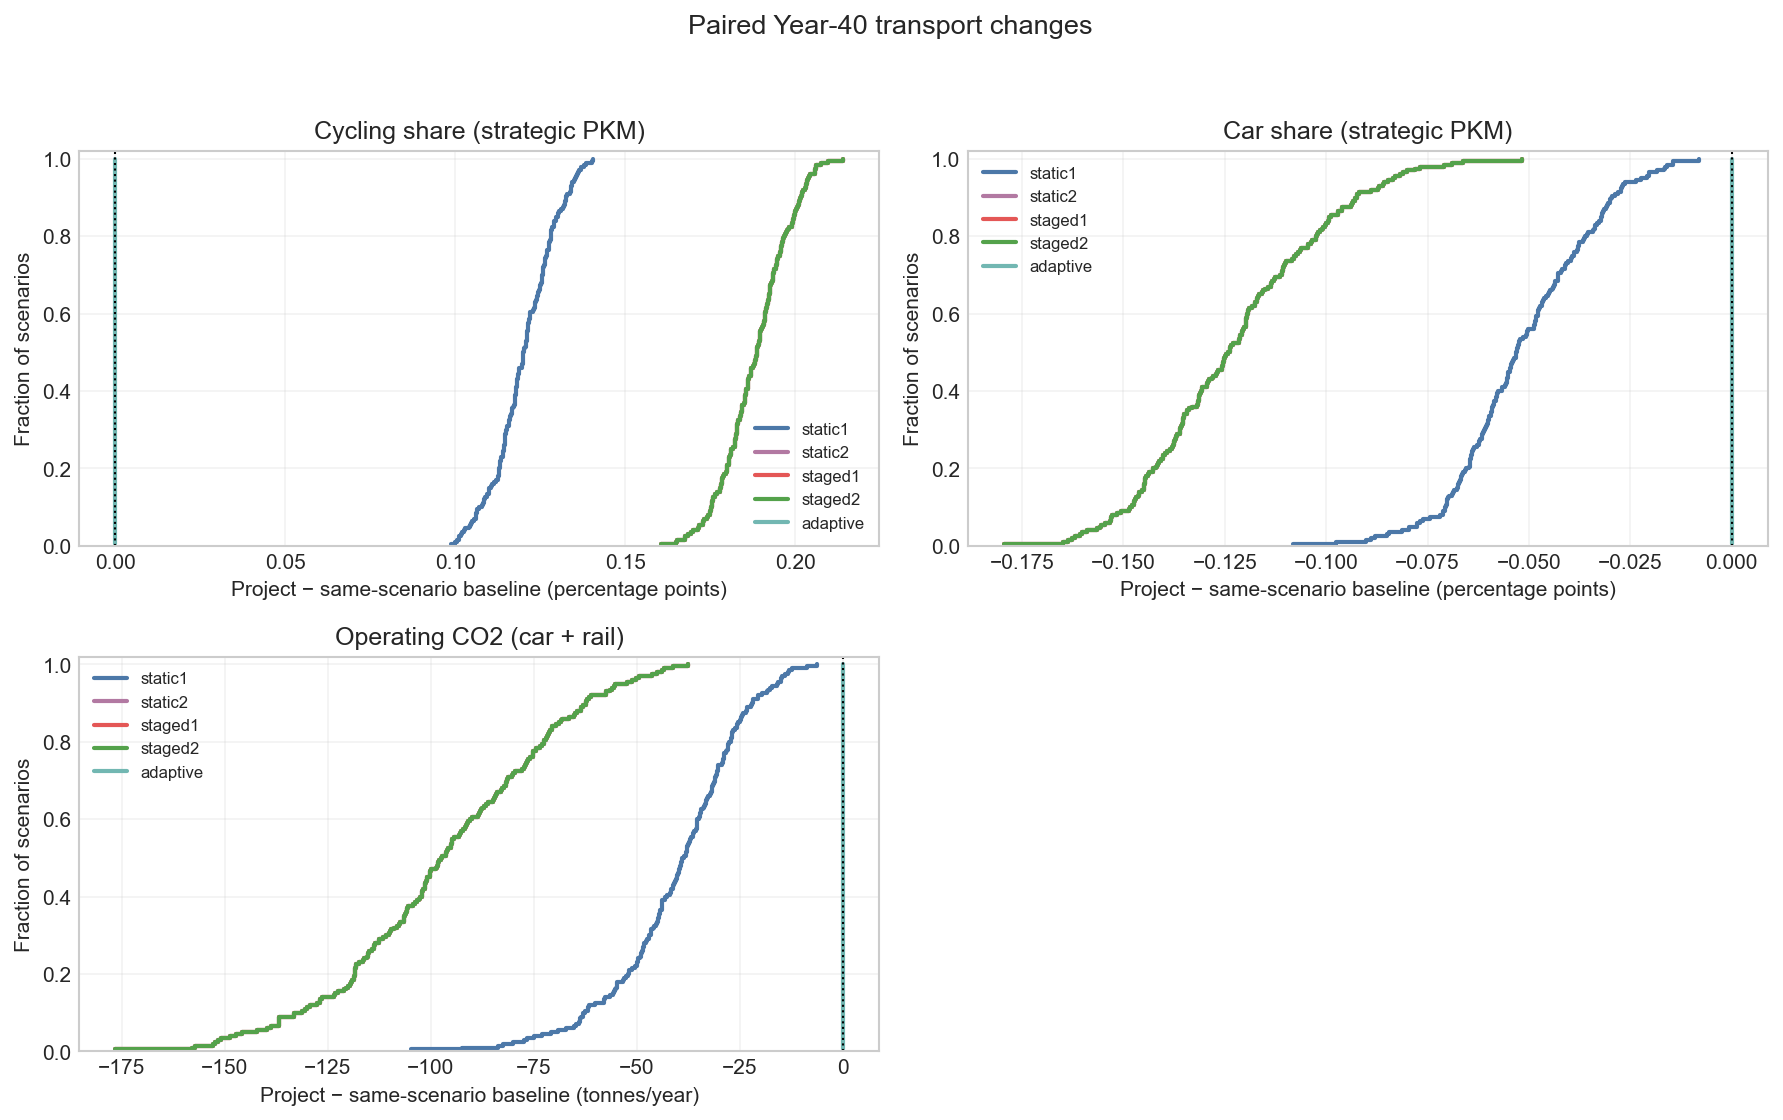 Paired Year-40 transport changes
Cycling share (strategic PKM)
1.0
0.8
0.6
0.4
0.2
0.0
Fraction of scenarios
static1
static2
staged1
staged2
adaptive
0.00 0.05 0.10 0.15 0.20
Project − same-scenario baseline (percentage points)
Car share (strategic PKM)
1.0
0.8
0.6
0.4
0.2
0.0
Fraction of scenarios
static1
static2
staged1
staged2
adaptive
−0.175 −0.150 −0.125 −0.100 −0.075 −0.050 −0.025 0.000
Project − same-scenario baseline (percentage points)
Operating CO2 (car + rail)
1.0
0.8
0.6
0.4
0.2
0.0
Fraction of scenarios
static1
static2
staged1
staged2
adaptive
−175 −150 −125 −100 −75 −50 −25 0
Project − same-scenario baseline (tonnes/year)